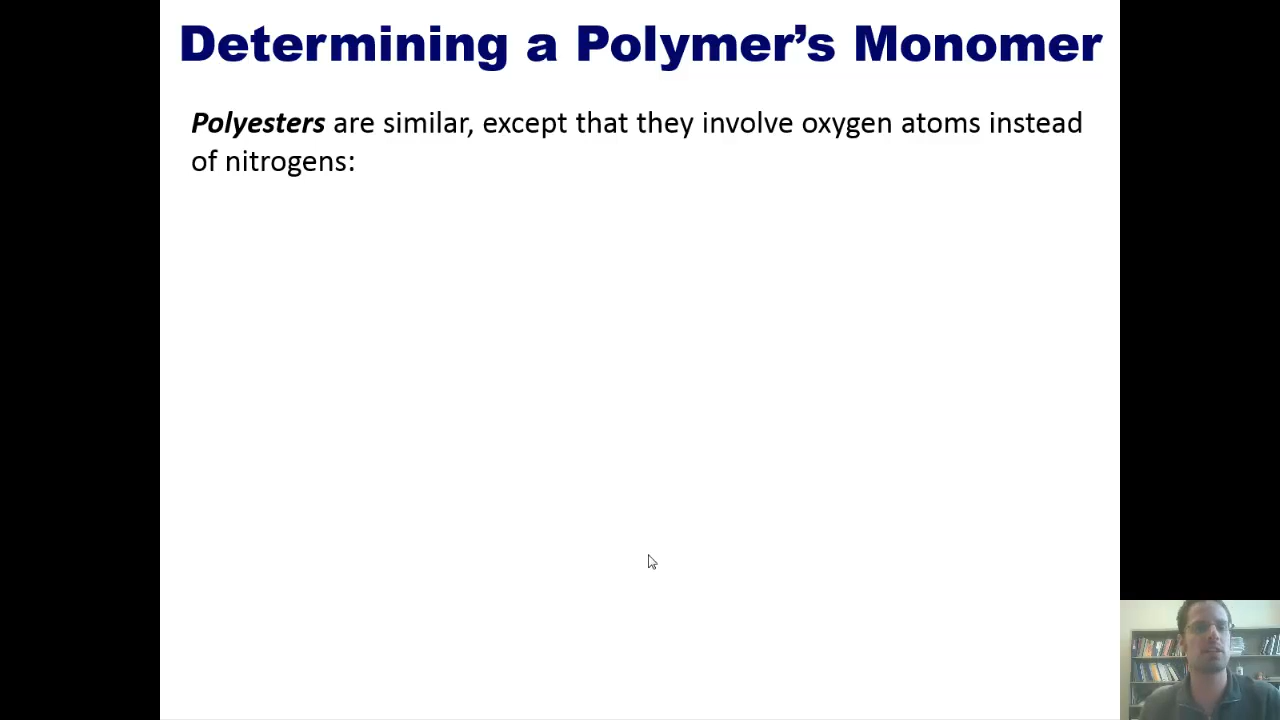 Determining a Polymer’s Monomer
Polyesters are similar, except that they involve oxygen atoms instead
of nitrogens: